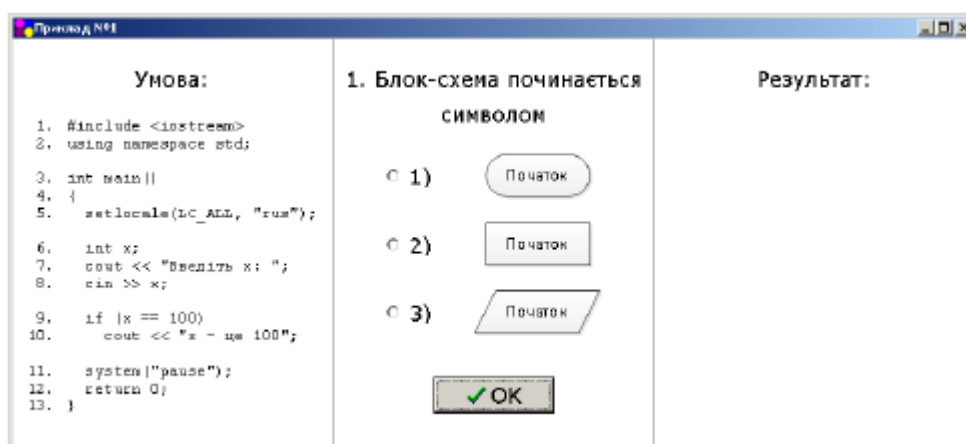 Приклад №1
Умова:
1. #include <iostream>
2. using namespace std;
3. int main()
4. {
5. setlocale(LC_ALL, "rus");
6. int x;
7. cout << "Введіть x: ";
8. cin >> x;
9. if (x == 100)
10. cout << "x - це 100";
11. system("pause");
12. return 0;
13. }
1. Блок-схема починається
символом
1) Початок
2) Початок
3) Початок
OK
Результат: